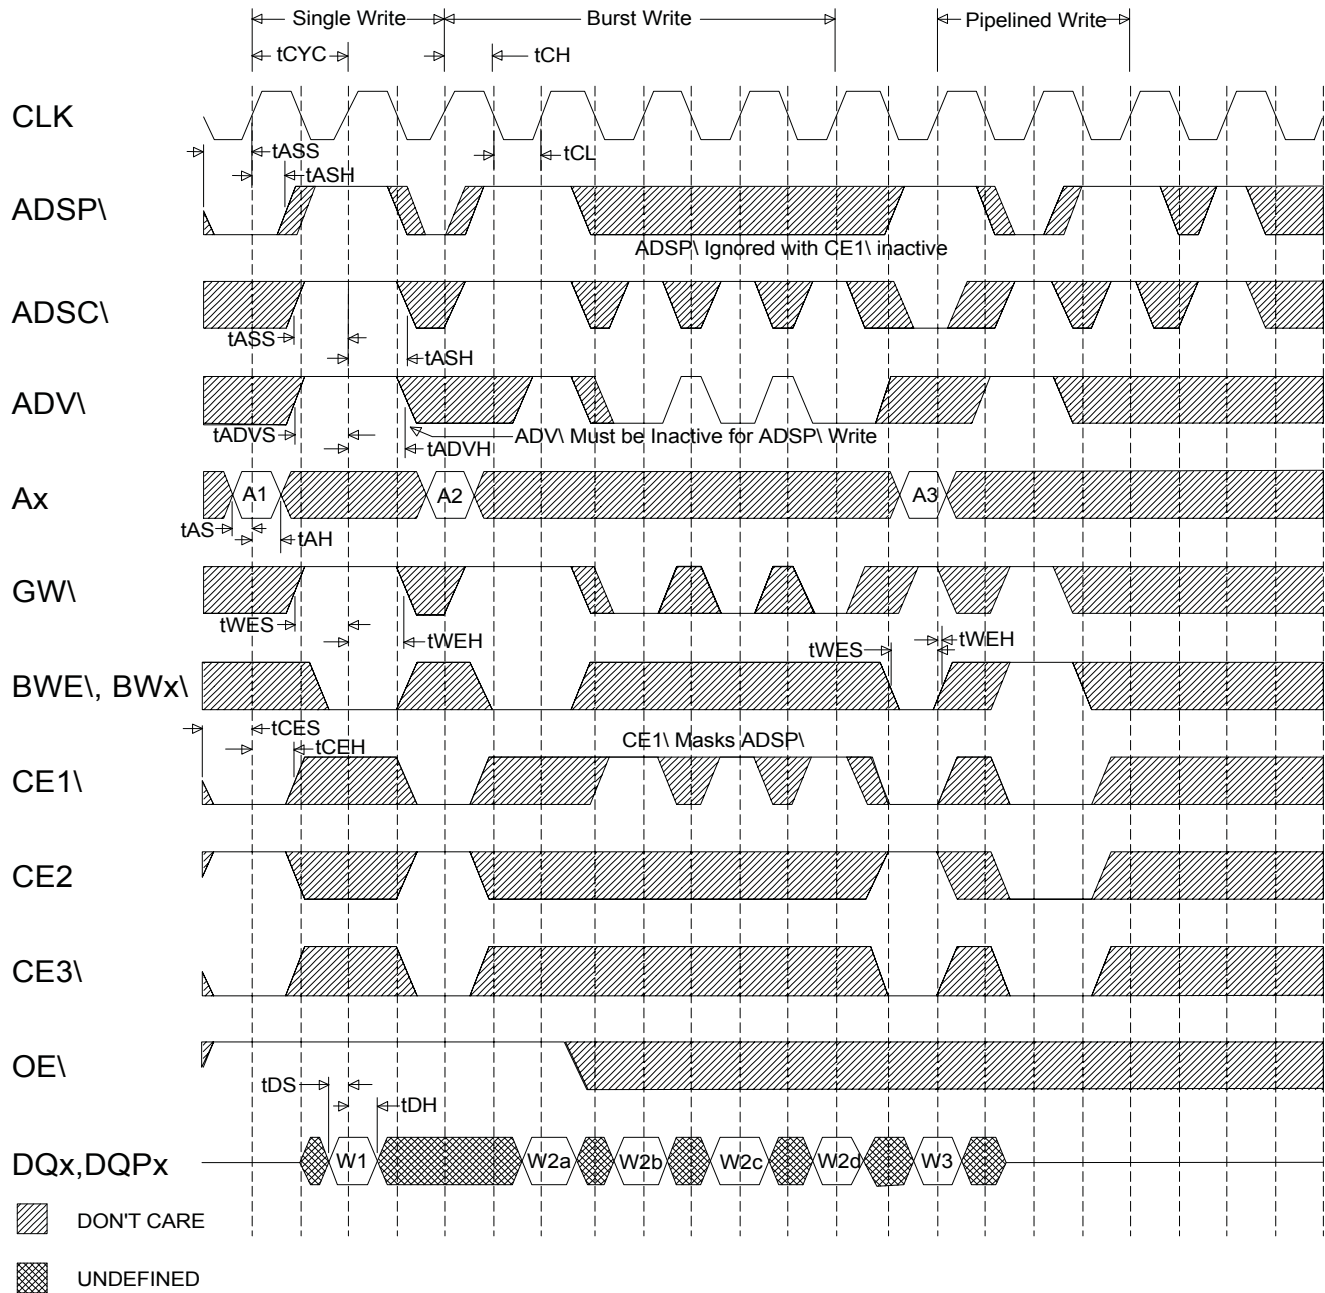 Single Write
Burst Write
Pipelined Write
tCYC
tCH
CLK
tASS
tCL
tASH
ADSP\
ADSP\ Ignored with CE1\ inactive
ADSC\
tASS
tASH
ADV\
tADVS
ADV\ Must be Inactive for ADSP\ Write
tADVH
Ax
A1
A2
A3
tAS
tAH
GW\
tWES
tWEH
tWES
tWEH
BWE\, BWx\
tCES
tCEH
CE1\ Masks ADSP\
CE1\
CE2
CE3\
OE\
tDS
tDH
DQx,DQPx
W1
W2a
W2b
W2c
W2d
W3
DON'T CARE
UNDEFINED